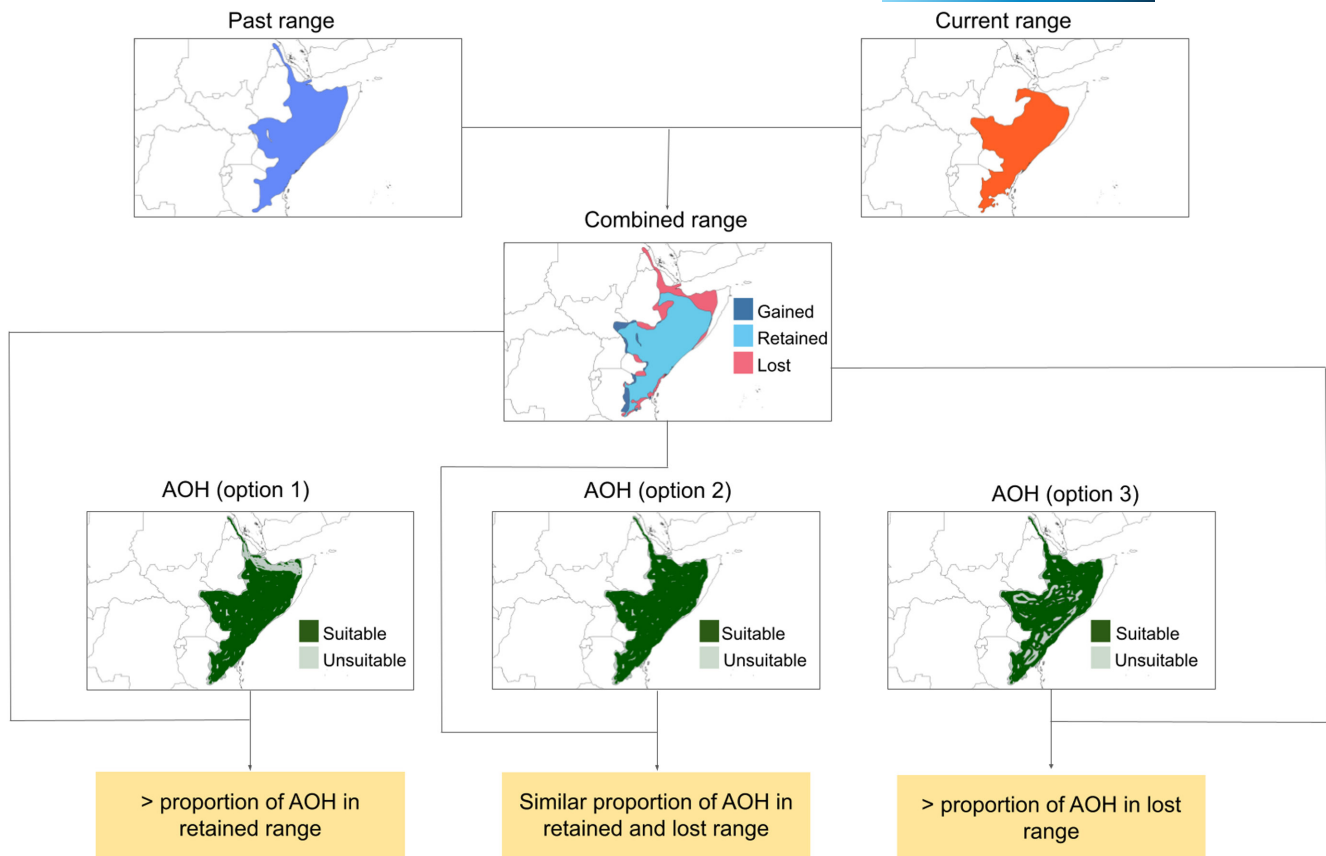 Past range
Current range
Combined range
Gained
Retained
Lost
AOH (option 1)
AOH (option 2)
AOH (option 3)
Suitable
Unsuitable
Suitable
Unsuitable
Suitable
Unsuitable
> proportion of AOH in
retained range
Similar proportion of AOH in
retained and lost range
> proportion of AOH in lost
range